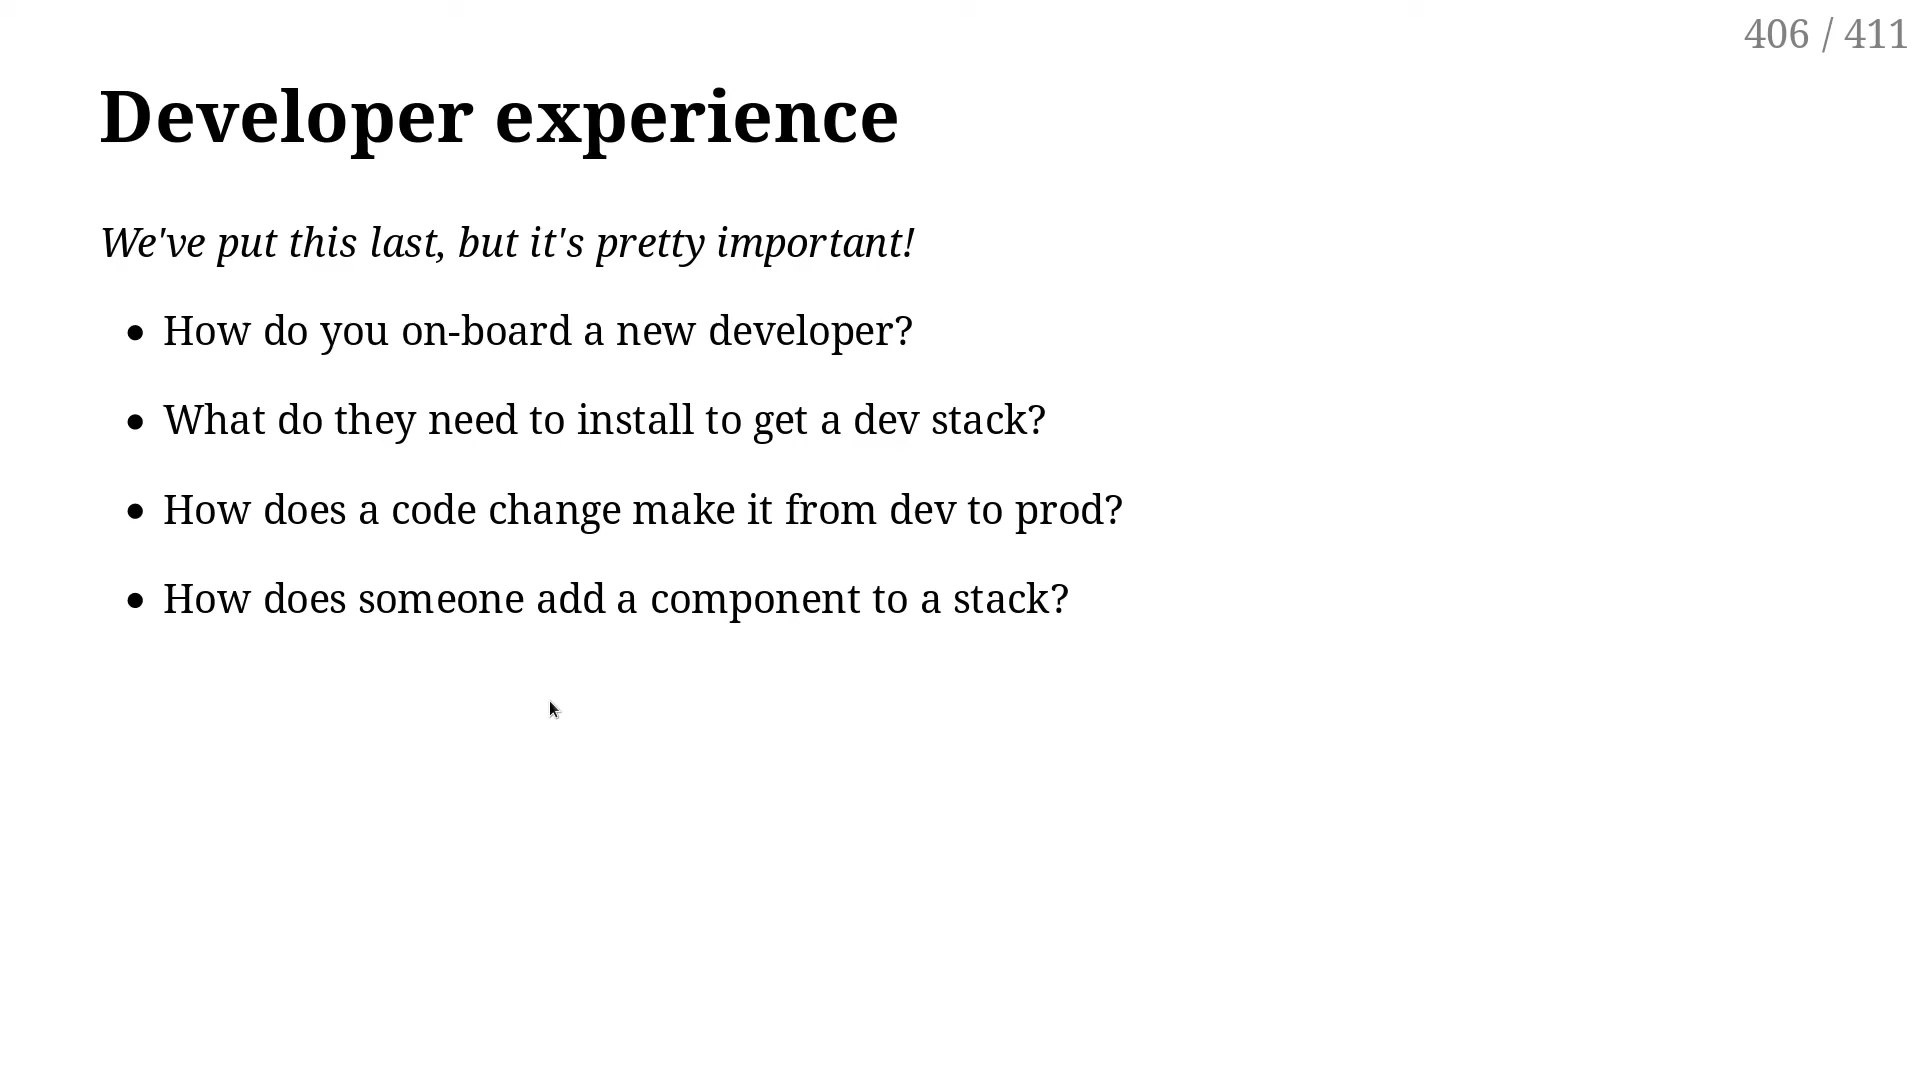 406 / 411
Developer experience
We've put this last, but it's pretty important!
• How do you on-board a new developer?
• What do they need to install to get a dev stack?
• How does a code change make it from dev to prod?
• How does someone add a component to a stack?